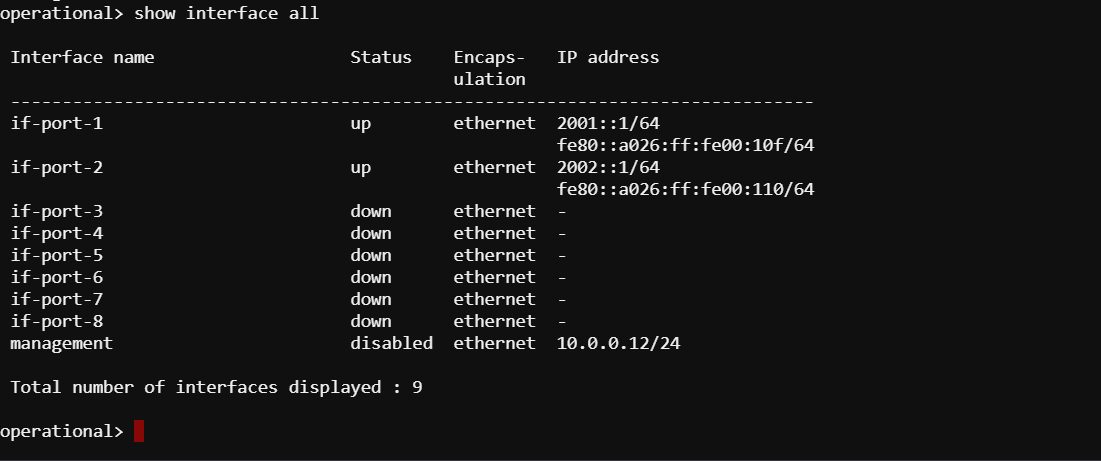 operational> show interface all
Interface name                   Status    Encaps-   IP address
                                           ulation
------------------------------------------------------------------------------
if-port-1                        up        ethernet  2001::1/64
                                                     fe80::a026:ff:fe00:10f/64
if-port-2                        up        ethernet  2002::1/64
                                                     fe80::a026:ff:fe00:110/64
if-port-3                        down      ethernet  -
if-port-4                        down      ethernet  -
if-port-5                        down      ethernet  -
if-port-6                        down      ethernet  -
if-port-7                        down      ethernet  -
if-port-8                        down      ethernet  -
management                       disabled  ethernet  10.0.0.12/24
Total number of interfaces displayed : 9
operational>